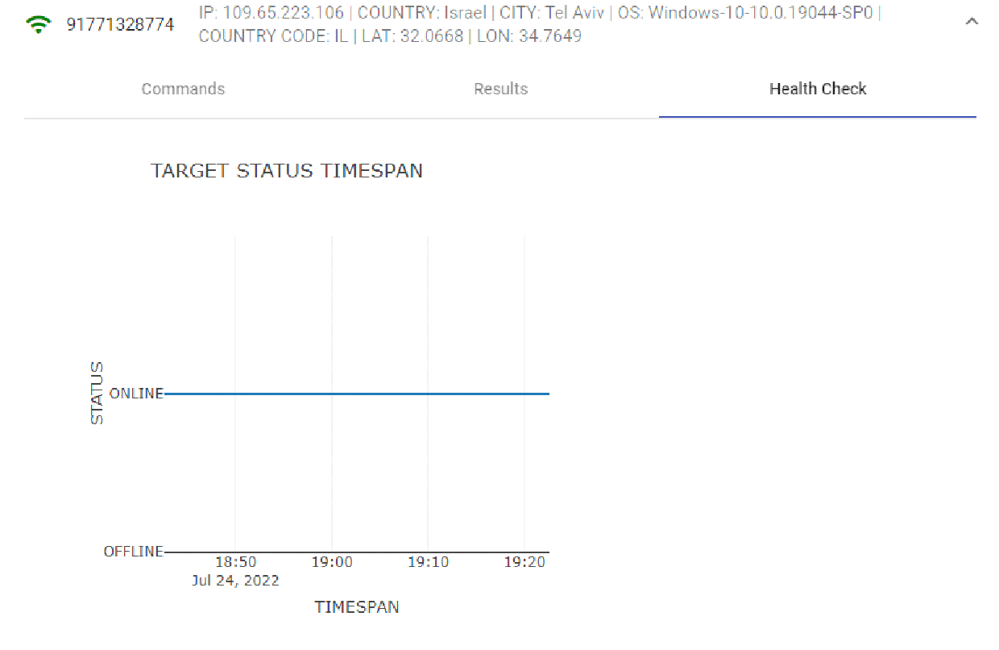 91771328774
IP: 109.65.223.106 | COUNTRY: Israel | CITY: Tel Aviv | OS: Windows-10-10.0.19044-SP0 |
COUNTRY CODE: IL | LAT: 32.0668 | LON: 34.7649
Commands
Results
Health Check
TARGET STATUS TIMESPAN
STATUS
ONLINE
OFFLINE
18:50
19:00
19:10
19:20
Jul 24, 2022
TIMESPAN